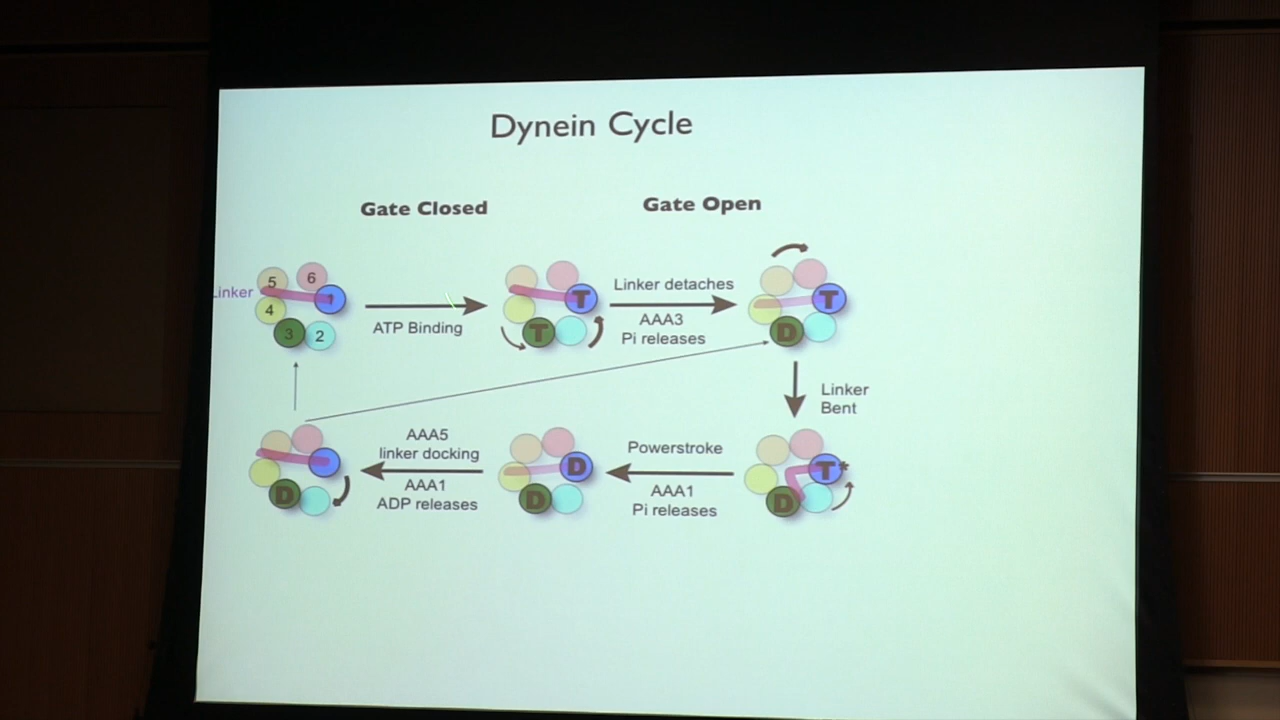 Dynein Cycle
Gate Closed
Gate Open
5
6
Linker
1
4
3
2
ATP Binding
T
T
Linker detaches
AAA3
Pi releases
T
D
Linker
Bent
T*
D
Powerstroke
AAA1
Pi releases
D
D
AAA5
linker docking
AAA1
ADP releases
D